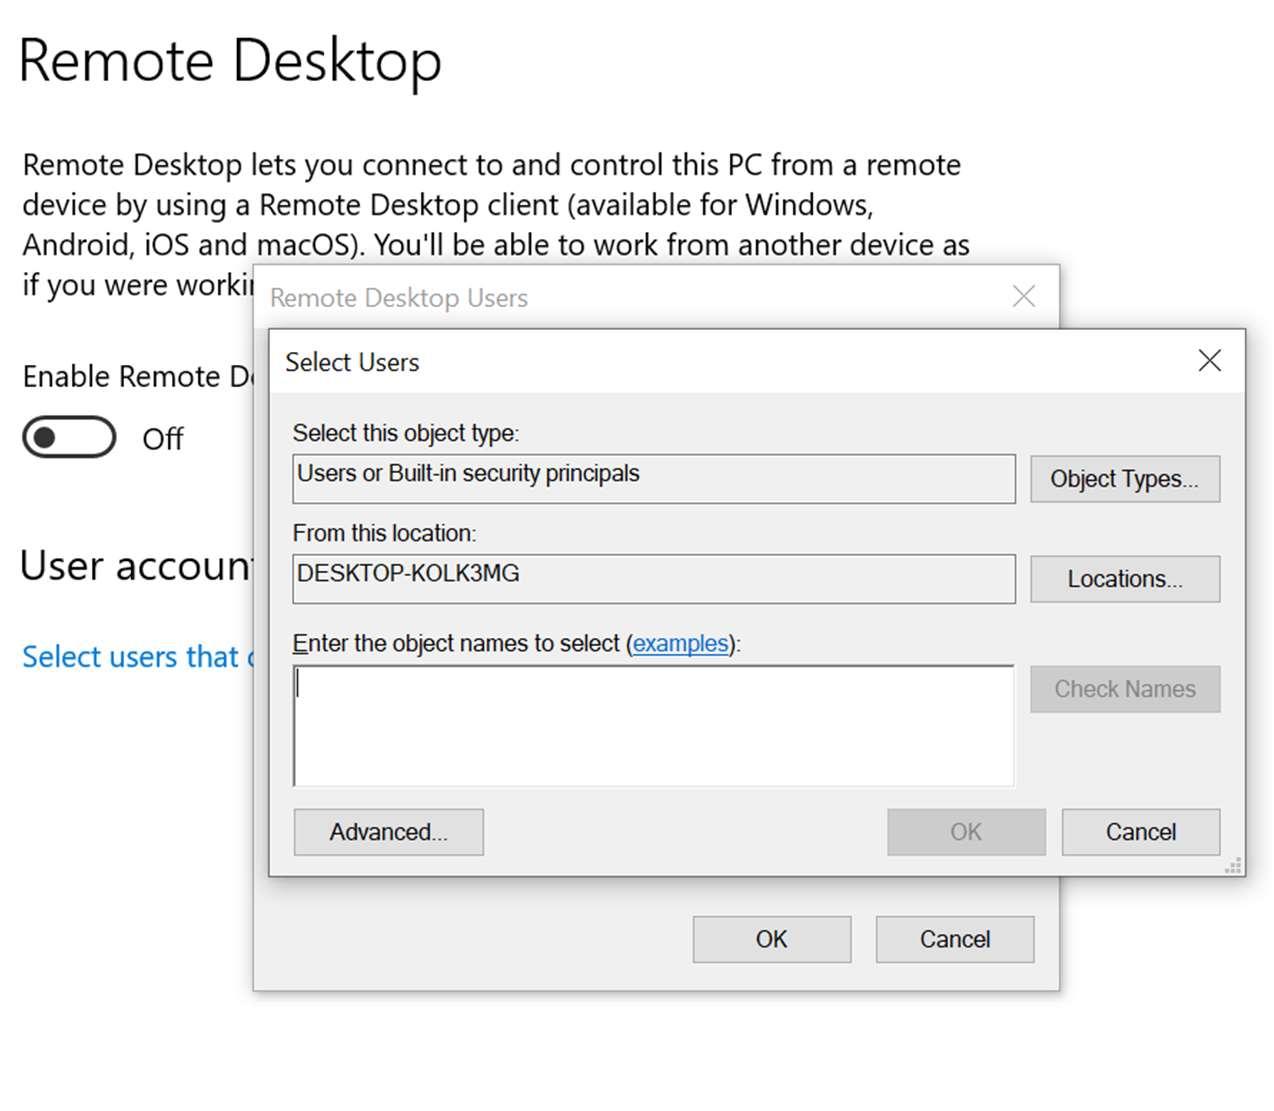 Remote Desktop
Remote Desktop lets you connect to and control this PC from a remote
device by using a Remote Desktop client (available for Windows,
Android, iOS and macOS). You'll be able to work from another device as
if you were
Remote Desktop Users
Select Users
Enable Remote
Off
Select this object type:
Users or Built-in security principals
Object Types...
From this location:
DESKTOP-KOLK3MG
Locations...
User
Enter the object names to select (examples):
Select users that
Check Names
Advanced...
OK
Cancel
OK
Cancel